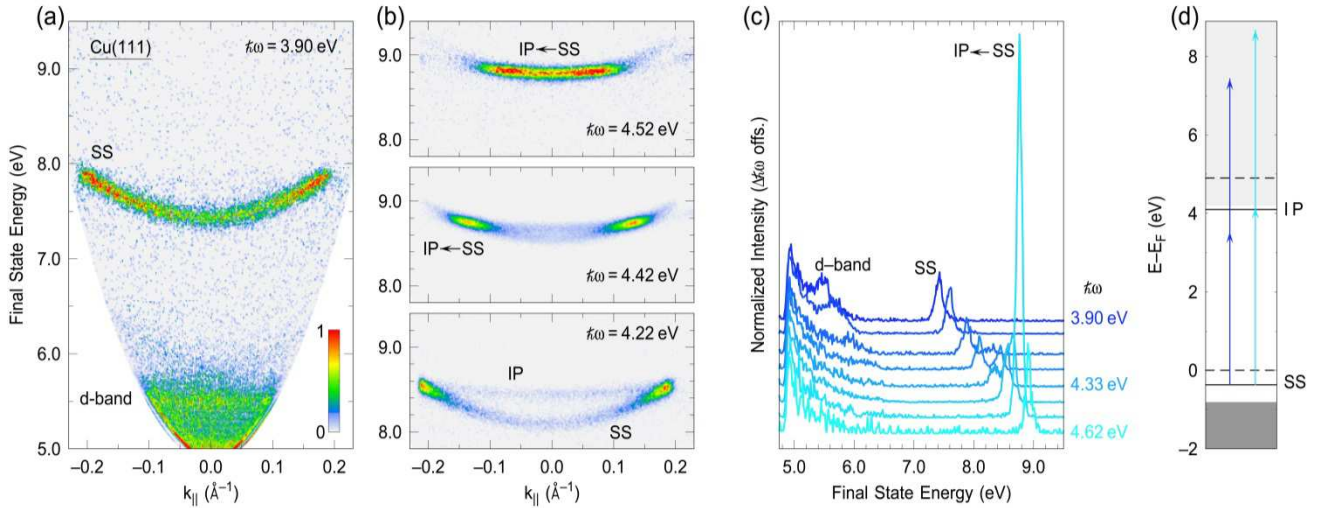 (a)
Cu(111)
ℏω = 3.90 eV
SS
d–band
1
0
Final State Energy (eV)
9.0
8.0
7.0
6.0
5.0
−0.2 −0.1 0.0 0.1 0.2
k|| (Å⁻¹)
(b)
IP←SS
ℏω = 4.52 eV
9.0
8.0
IP←SS
ℏω = 4.42 eV
9.0
8.0
ℏω = 4.22 eV
IP
SS
9.0
8.0
−0.2 −0.1 0.0 0.1 0.2
k|| (Å⁻¹)
(c)
Normalized Intensity (Δℏω offs.)
IP←SS
d–band
SS
ℏω
3.90 eV
4.33 eV
4.62 eV
5.0 6.0 7.0 8.0 9.0
Final State Energy (eV)
(d)
E–E_F (eV)
8
6
4
2
0
−2
IP
SS